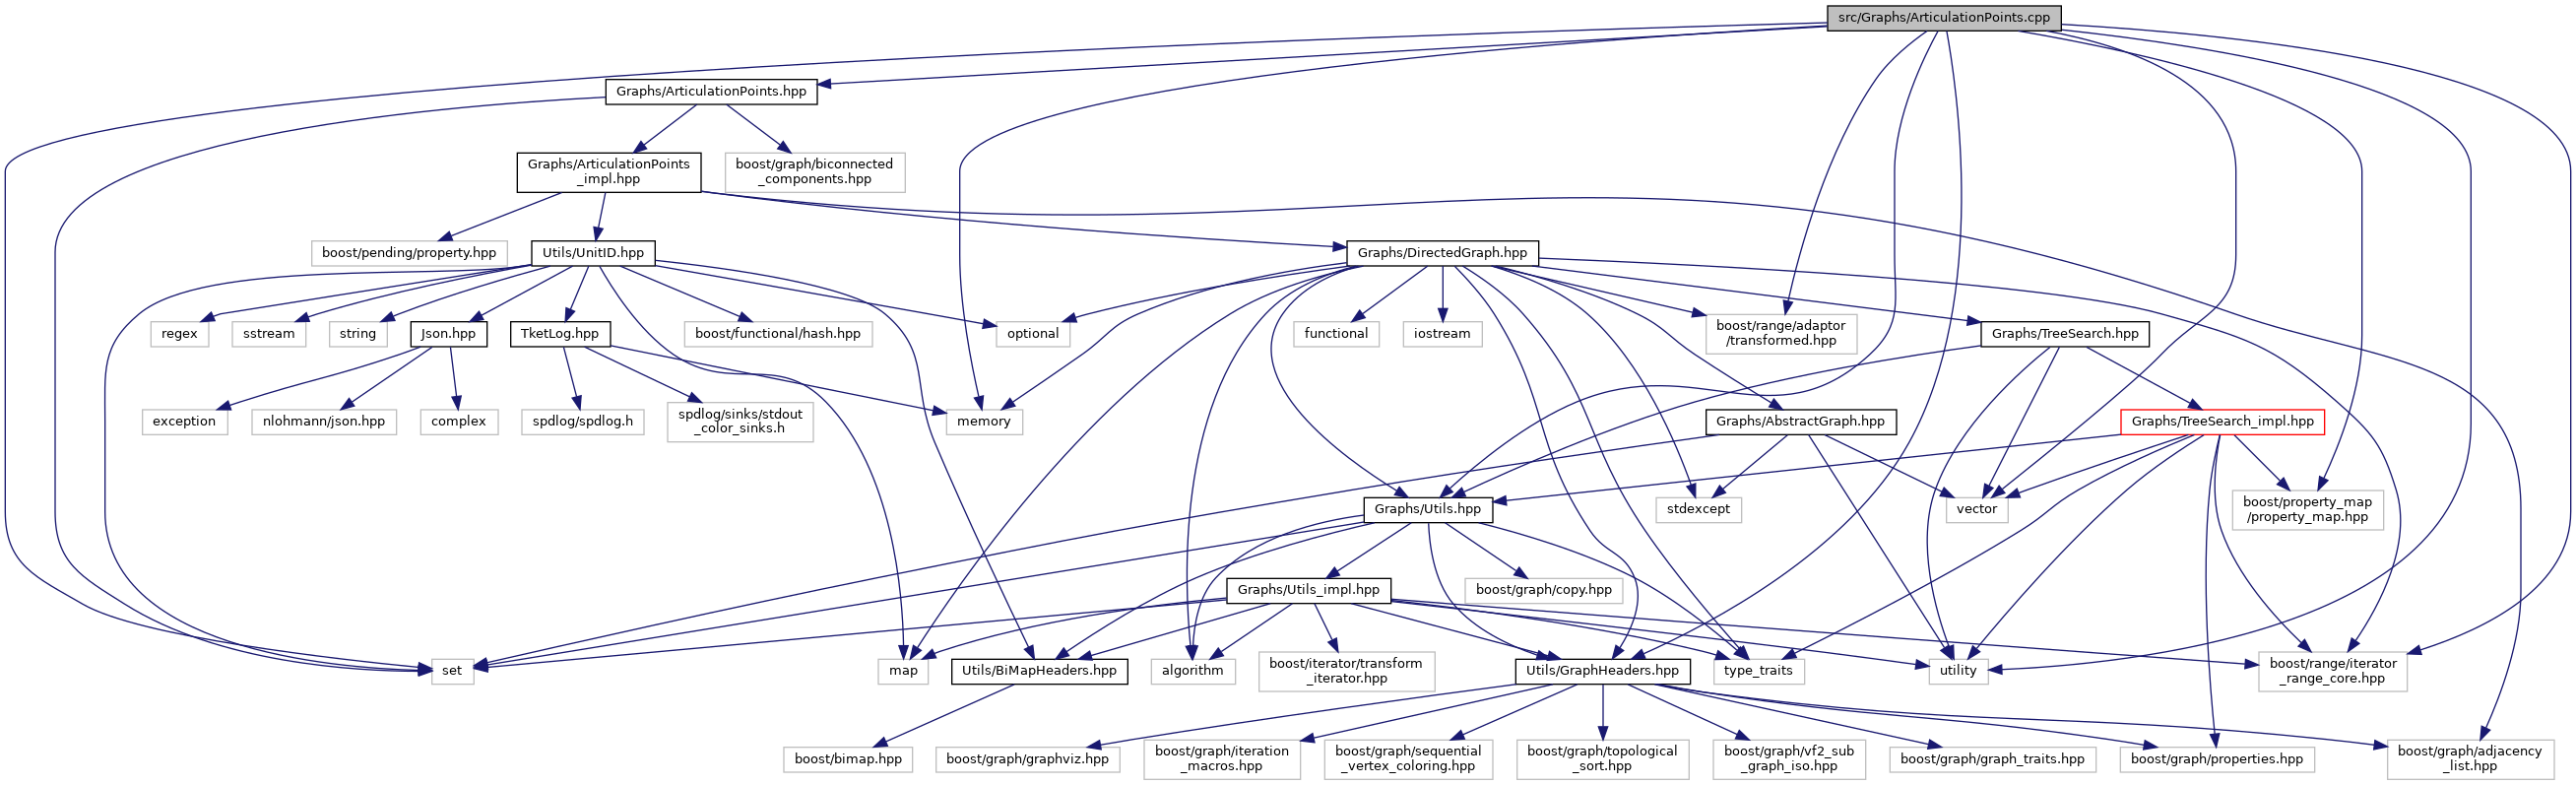 src/Graphs/ArticulationPoints.cpp
Graphs/ArticulationPoints.hpp
Graphs/ArticulationPoints
_impl.hpp
boost/graph/biconnected
_components.hpp
boost/pending/property.hpp
Utils/UnitID.hpp
Graphs/DirectedGraph.hpp
regex
sstream
string
Json.hpp
TketLog.hpp
boost/functional/hash.hpp
optional
functional
iostream
boost/range/adaptor
/transformed.hpp
Graphs/TreeSearch.hpp
exception
nlohmann/json.hpp
complex
spdlog/spdlog.h
spdlog/sinks/stdout
_color_sinks.h
memory
Graphs/AbstractGraph.hpp
Graphs/TreeSearch_impl.hpp
Graphs/Utils.hpp
stdexcept
vector
boost/property_map
/property_map.hpp
Graphs/Utils_impl.hpp
boost/graph/copy.hpp
set
map
Utils/BiMapHeaders.hpp
algorithm
boost/iterator/transform
_iterator.hpp
Utils/GraphHeaders.hpp
type_traits
utility
boost/range/iterator
_range_core.hpp
boost/bimap.hpp
boost/graph/graphviz.hpp
boost/graph/iteration
_macros.hpp
boost/graph/sequential
_vertex_coloring.hpp
boost/graph/topological
_sort.hpp
boost/graph/vf2_sub
_graph_iso.hpp
boost/graph/graph_traits.hpp
boost/graph/properties.hpp
boost/graph/adjacency
_list.hpp